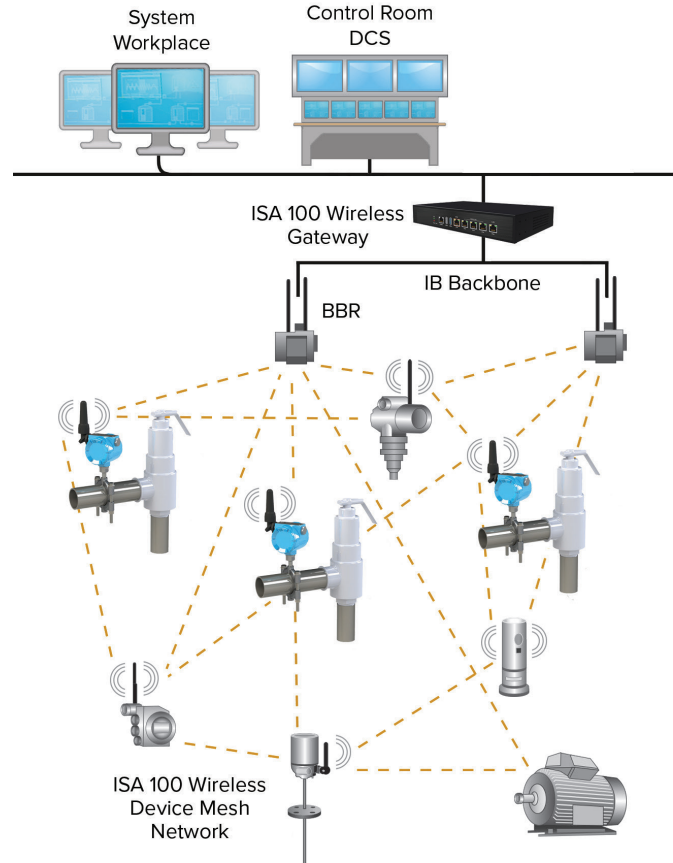 System
Workplace
Control Room
DCS
ISA 100 Wireless
Gateway
IB Backbone
BBR
ISA 100 Wireless
Device Mesh
Network